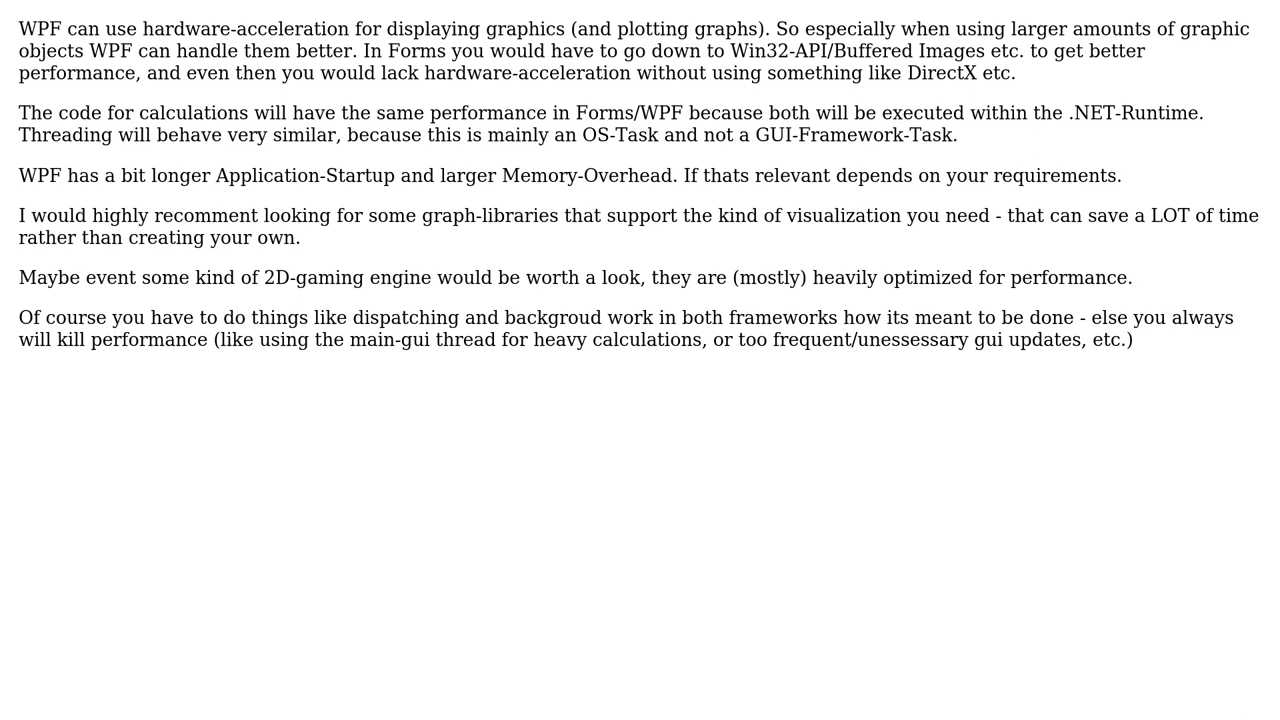 WPF can use hardware-acceleration for displaying graphics (and plotting graphs). So especially when using larger amounts of graphic
objects WPF can handle them better. In Forms you would have to go down to Win32-API/Buffered Images etc. to get better
performance, and even then you would lack hardware-acceleration without using something like DirectX etc.
The code for calculations will have the same performance in Forms/WPF because both will be executed within the .NET-Runtime.
Threading will behave very similar, because this is mainly an OS-Task and not a GUI-Framework-Task.
WPF has a bit longer Application-Startup and larger Memory-Overhead. If thats relevant depends on your requirements.
I would highly recomment looking for some graph-libraries that support the kind of visualization you need - that can save a LOT of time
rather than creating your own.
Maybe event some kind of 2D-gaming engine would be worth a look, they are (mostly) heavily optimized for performance.
Of course you have to do things like dispatching and backgroud work in both frameworks how its meant to be done - else you always
will kill performance (like using the main-gui thread for heavy calculations, or too frequent/unessessary gui updates, etc.)